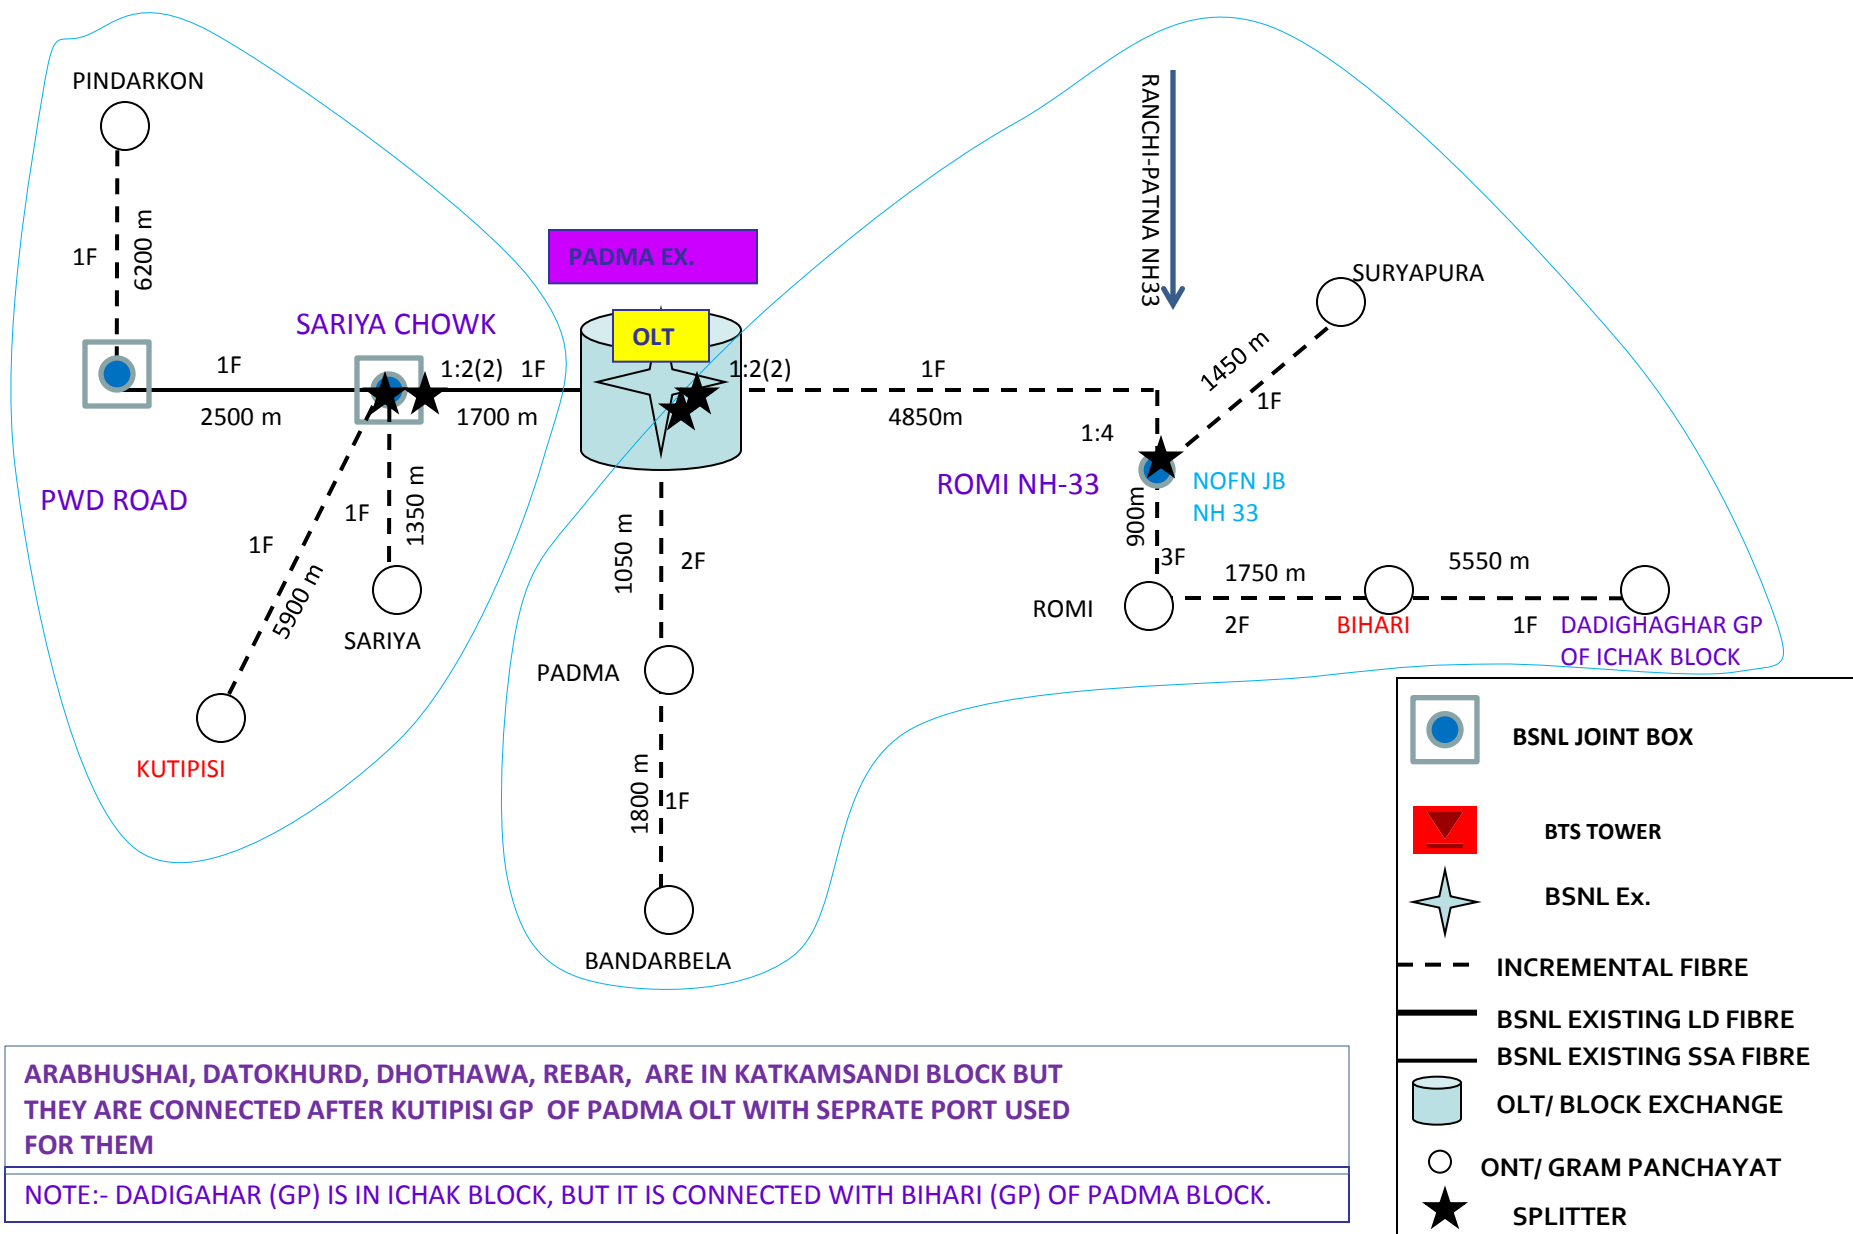 PINDARKON
1F
6200 m
SARIYA CHOWK
1F
2500 m
1:2(2)
1F
1700 m
PWD ROAD
1F
5900 m
1F
1350 m
SARIYA
KUTIPISI
PADMA EX.
OLT
1:2(2)
1050 m
2F
PADMA
1800 m
1F
BANDARBELA
1F
4850m
RANCHI-PATNA NH33
SURYAPURA
1450 m
1F
1:4
ROMI NH-33
NOFN JB
NH 33
900m
3F
ROMI
1750 m
2F
BIHARI
5550 m
1F
DADIGHAGHAR GP
OF ICHAK BLOCK
BSNL JOINT BOX
BTS TOWER
BSNL Ex.
INCREMENTAL FIBRE
BSNL EXISTING LD FIBRE
BSNL EXISTING SSA FIBRE
OLT/ BLOCK EXCHANGE
ONT/ GRAM PANCHAYAT
SPLITTER
ARABHUSHAI, DATOKHURD, DHOTHAWA, REBAR, ARE IN KATKAMSANDI BLOCK BUT
THEY ARE CONNECTED AFTER KUTIPISI GP OF PADMA OLT WITH SEPRATE PORT USED
FOR THEM
NOTE:- DADIGAHAR (GP) IS IN ICHAK BLOCK, BUT IT IS CONNECTED WITH BIHARI (GP) OF PADMA BLOCK.